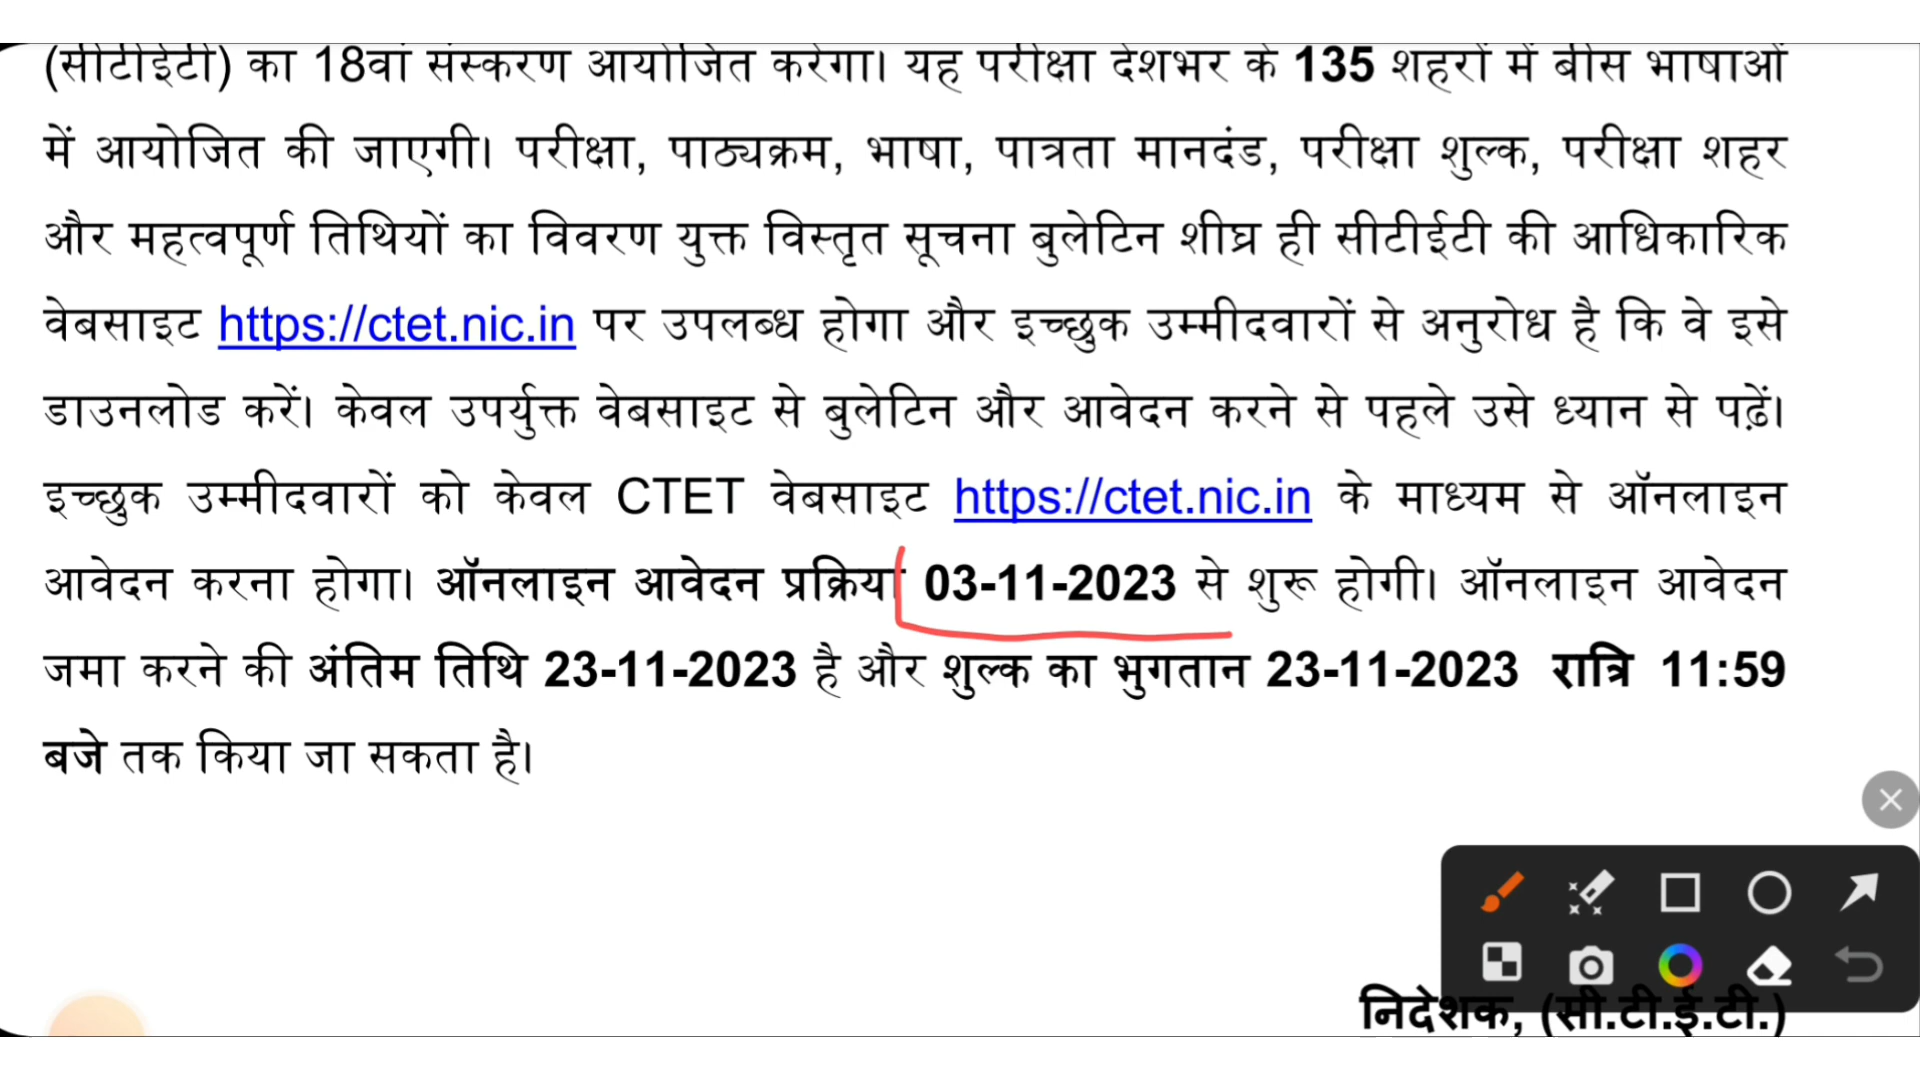 (सीटीईटी) का 18वां संस्करण आयोजित करेगा। यह परीक्षा देशभर के 135 शहरों में बीस भाषाओं
में आयोजित की जाएगी। परीक्षा, पाठ्यक्रम, भाषा, पात्रता मानदंड, परीक्षा शुल्क, परीक्षा शहर
और महत्वपूर्ण तिथियों का विवरण युक्त विस्तृत सूचना बुलेटिन शीघ्र ही सीटीईटी की आधिकारिक
वेबसाइट https://ctet.nic.in पर उपलब्ध होगा और इच्छुक उम्मीदवारों से अनुरोध है कि वे इसे
डाउनलोड करें। केवल उपर्युक्त वेबसाइट से बुलेटिन और आवेदन करने से पहले उसे ध्यान से पढ़ें।
इच्छुक उम्मीदवारों को केवल CTET वेबसाइट https://ctet.nic.in के माध्यम से ऑनलाइन
आवेदन करना होगा। ऑनलाइन आवेदन प्रक्रिया 03-11-2023 से शुरू होगी। ऑनलाइन आवेदन
जमा करने की अंतिम तिथि 23-11-2023 है और शुल्क का भुगतान 23-11-2023 रात्रि 11:59
बजे तक किया जा सकता है।
निदेशक, (सी.टी.ई.टी.)